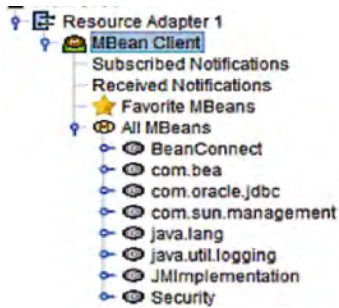 Resource Adapter 1
MBean Client
Subscribed Notifications
Received Notifications
Favorite MBeans
All MBeans
BeanConnect
com.bea
com.oracle.jdbc
com.sun.management
java.lang
java.util.logging
JMImplementation
Security